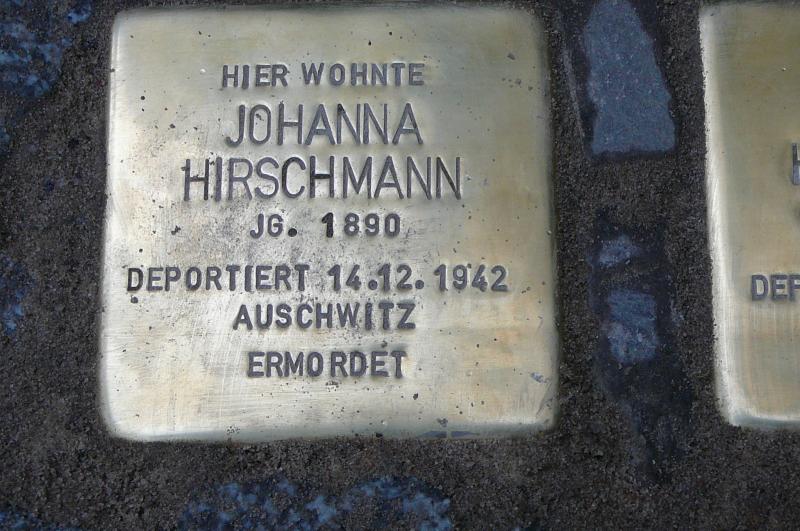 HIER WOHNTE
JOHANNA
HIRSCHMANN
JG. 1890
DEPORTIERT 14.12.1942
AUSCHWITZ
ERMORDET